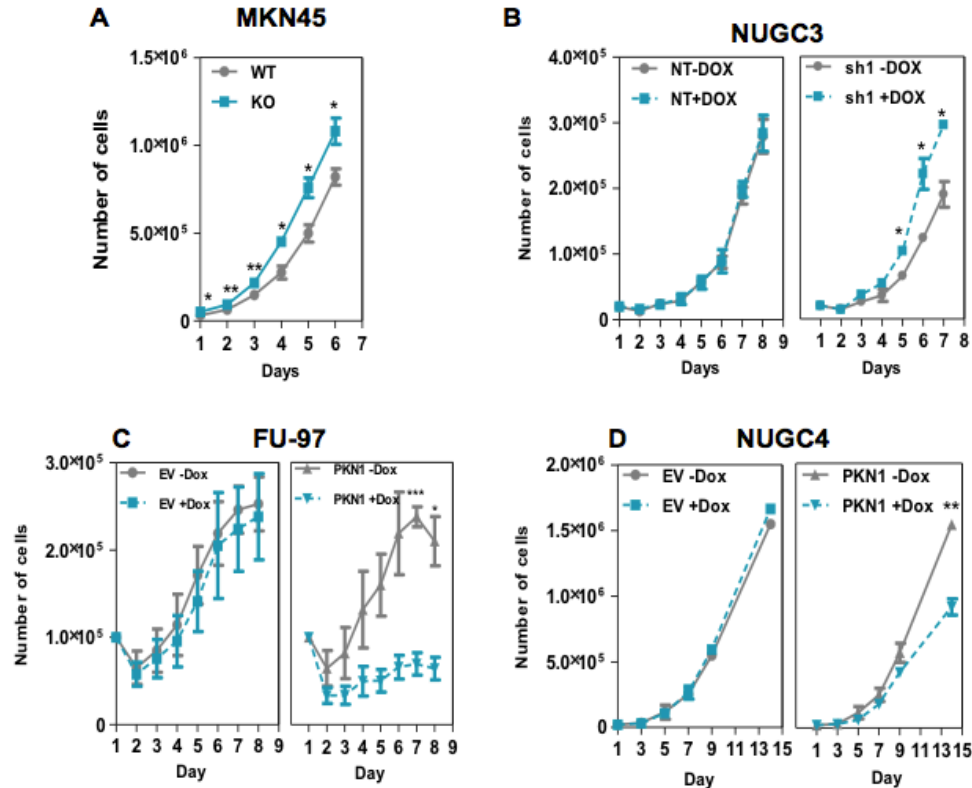 A MKN45
1.5×10⁶
1.0×10⁶
5.0×10⁵
0
Number of cells
WT
KO
* ** ** * * *
1 2 3 4 5 6 7
Days
B NUGC3
4.0×10⁵
3.0×10⁵
2.0×10⁵
1.0×10⁵
0
Number of cells
NT-DOX
NT+DOX
1 2 3 4 5 6 7 8 9
Days
sh1 -DOX
sh1 +DOX
* * *
1 2 3 4 5 6 7 8
Days
C FU-97
3.0×10⁵
2.0×10⁵
1.0×10⁵
0
Number of cells
EV -Dox
EV +Dox
1 2 3 4 5 6 7 8 9
Day
PKN1 -Dox
PKN1 +Dox
*** *
1 2 3 4 5 6 7 8 9
Day
D NUGC4
2.0×10⁶
1.5×10⁶
1.0×10⁶
5.0×10⁵
0
Number of cells
EV -Dox
EV +Dox
1 3 5 7 9 11 13 15
Day
PKN1 -Dox
PKN1 +Dox
**
1 3 5 7 9 11 13 15
Day